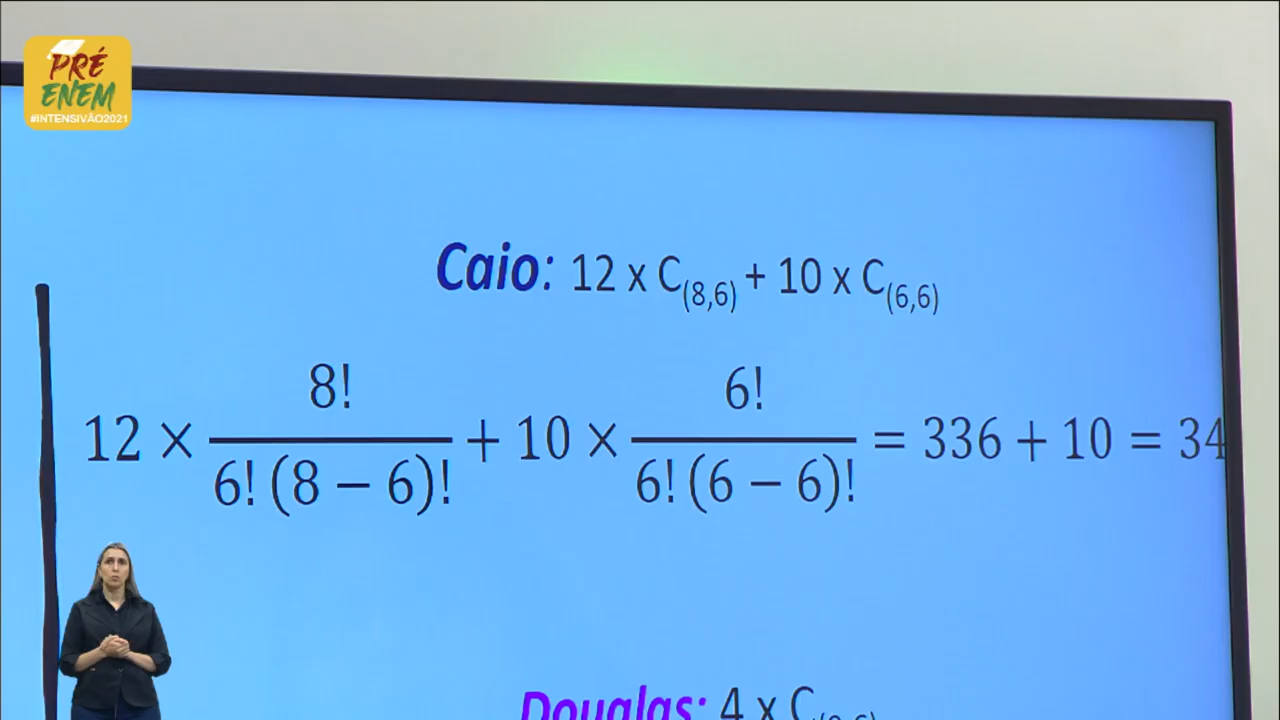 PRÉ
ENEM
#INTENSIVÃO2021
Caio: 12 x C(8,6) + 10 x C(6,6)
12 × 8!/6!(8 − 6)! + 10 × 6!/6!(6 − 6)! = 336 + 10 = 34
Douglas: 4 x C